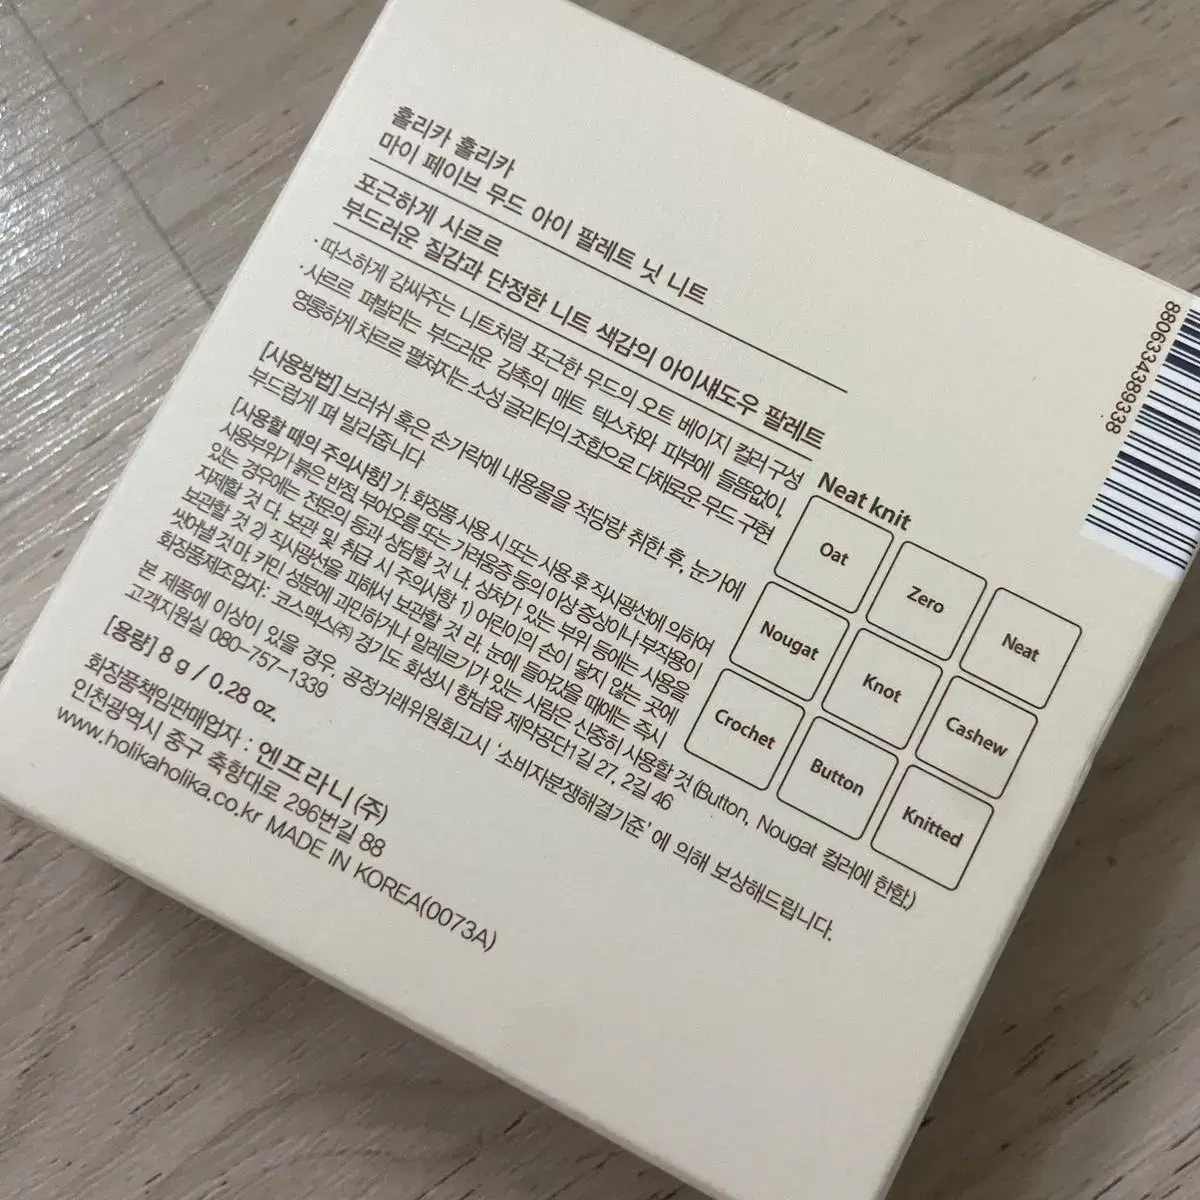 홀리카 홀리카
마이 페이브 무드 아이 팔레트 닛 니트
포근하게 사르르
부드러운 질감과 단정한 니트 색감의 아이섀도우 팔레트
· 따스하게 감싸주는 니트처럼 포근한 무드의 오트 베이지 컬러 구성
· 사르르 펴발리는 부드러운 감촉의 매트 텍스처와 피부에 들뜸없이,
영롱하게 차르르 펼쳐지는 소성 글리터의 조합으로 다채로운 무드 구현
[사용방법] 브러쉬 혹은 손가락에 내용물을 적당량 취한 후, 눈가에
부드럽게 펴 발라줍니다
[사용할 때의 주의사항] 가. 화장품 사용 시 또는 사용 후 직사광선에 의하여
사용부위가 붉은 반점, 부어오름 또는 가려움증 등의 이상 증상이나 부작용이
있는 경우에는 전문의 등과 상담할 것 나. 상처가 있는 부위 등에는 사용을
자제할 것 다. 보관 및 취급 시 주의사항 1) 어린이의 손이 닿지 않는 곳에
보관할 것 2) 직사광선을 피해서 보관할 것 라. 눈에 들어갔을 때에는 즉시
씻어낼 것 마. 카민 성분에 과민하거나 알레르기가 있는 사람은 신중히 사용할 것 (Button, Nougat 컬러에 한함)
화장품제조업자: 코스맥스㈜ 경기도 화성시 향남읍 제약공단1길 27, 2길 46
본 제품에 이상이 있을 경우, 공정거래위원회고시 '소비자분쟁해결기준' 에 의해 보상해드립니다.
고객지원실 080-757-1339
[용량] 8 g / 0.28 oz.
화장품책임판매업자 : 엔프라니 (주)
인천광역시 중구 축항대로 296번길 88
www.holikaholika.co.kr MADE IN KOREA(0073A)
Neat knit
Oat
Zero
Neat
Nougat
Knot
Cashew
Crochet
Button
Knitted
8806334389338